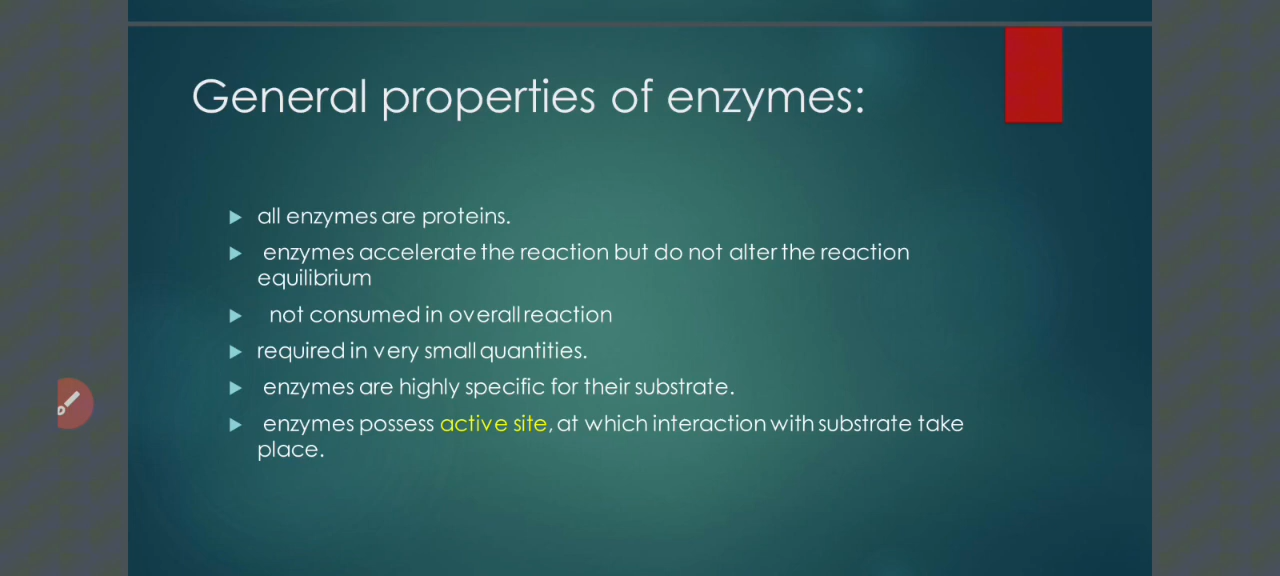 General properties of enzymes:
all enzymes are proteins.
enzymes accelerate the reaction but do not alter the reaction
equilibrium
not consumed in overall reaction
required in very small quantities.
enzymes are highly specific for their substrate.
enzymes possess active site, at which interaction with substrate take
place.